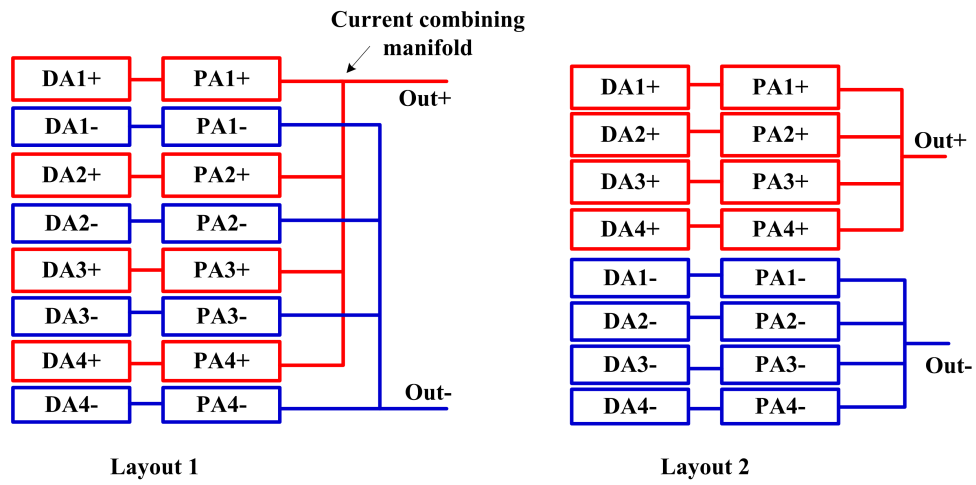 Current combining
manifold
DA1+ PA1+
Out+
DA1- PA1-
DA2+ PA2+
DA2- PA2-
DA3+ PA3+
DA3- PA3-
DA4+ PA4+
Out-
DA4- PA4-
Layout 1
DA1+ PA1+
DA2+ PA2+
Out+
DA3+ PA3+
DA4+ PA4+
DA1- PA1-
DA2- PA2-
DA3- PA3-
Out-
DA4- PA4-
Layout 2